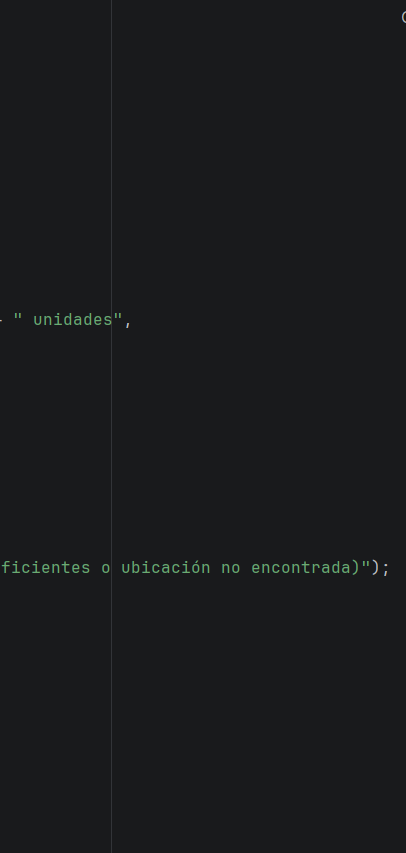 " unidades",
ficientes o ubicación no encontrada)");